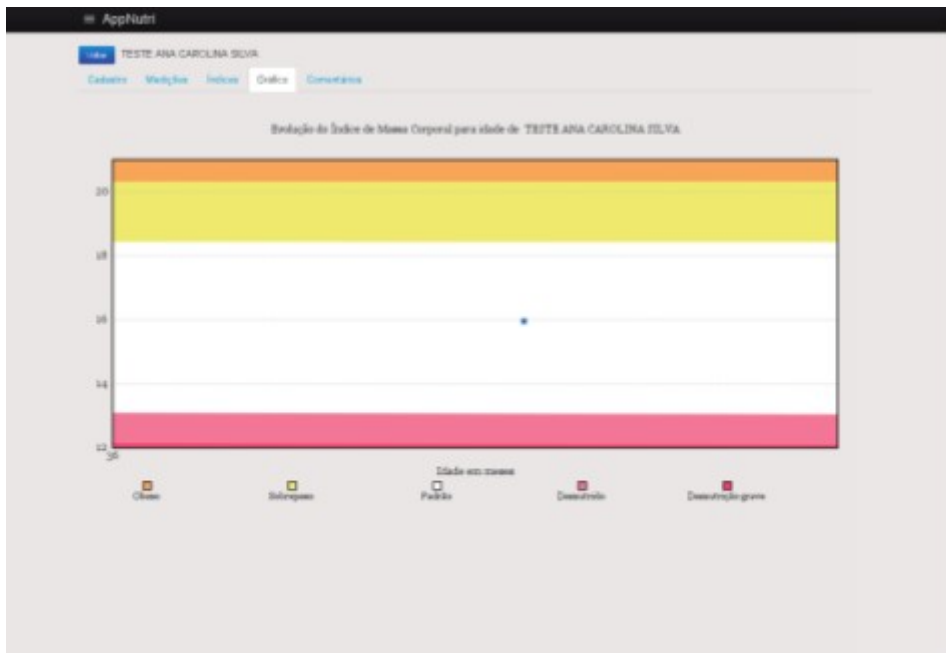 ≡ AppNutri
Voltar TESTE ANA CAROLINA SILVA
Cadastro Medições Índices Gráfico Comentários
Evolução do Índice de Massa Corporal para idade de TESTE ANA CAROLINA SILVA
20
18
16
14
12
36
Idade em meses
Obeso Sobrepeso Padrão Desnutrido Desnutrição grave